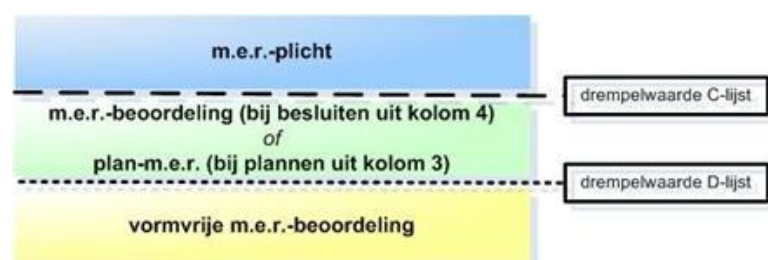 m.e.r.-plicht
drempelwaarde C-lijst
m.e.r.-beoordeling (bij besluiten uit kolom 4)
of
plan-m.e.r. (bij plannen uit kolom 3)
drempelwaarde D-lijst
vormvrije m.e.r.-beoordeling